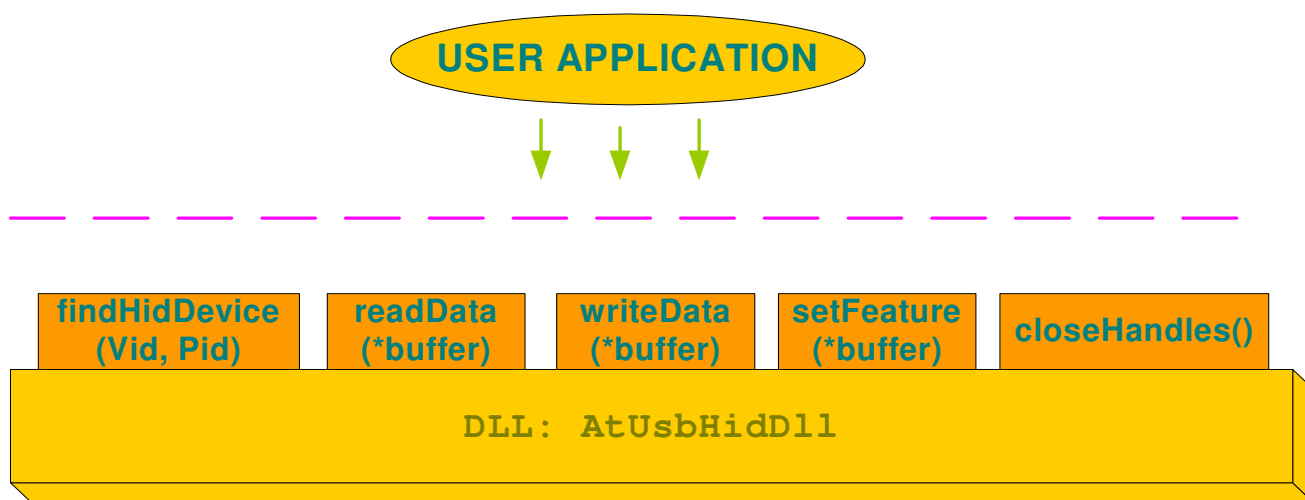 USER APPLICATION
findHidDevice
(Vid, Pid)
readData
(*buffer)
writeData
(*buffer)
setFeature
(*buffer)
closeHandles()
DLL: AtUsbHidDll